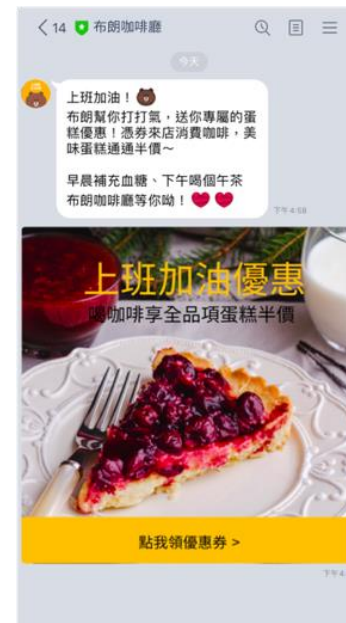 14 布朗咖啡廳
今天
上班加油！
布朗幫你打打氣，送你專屬的蛋
糕優惠！憑券來店消費咖啡，美
味蛋糕通通半價～
早晨補充血糖、下午喝個午茶
布朗咖啡廳等你呦！
下午4:58
上班加油優惠
喝咖啡享全品項蛋糕半價
點我領優惠券 >
下午4